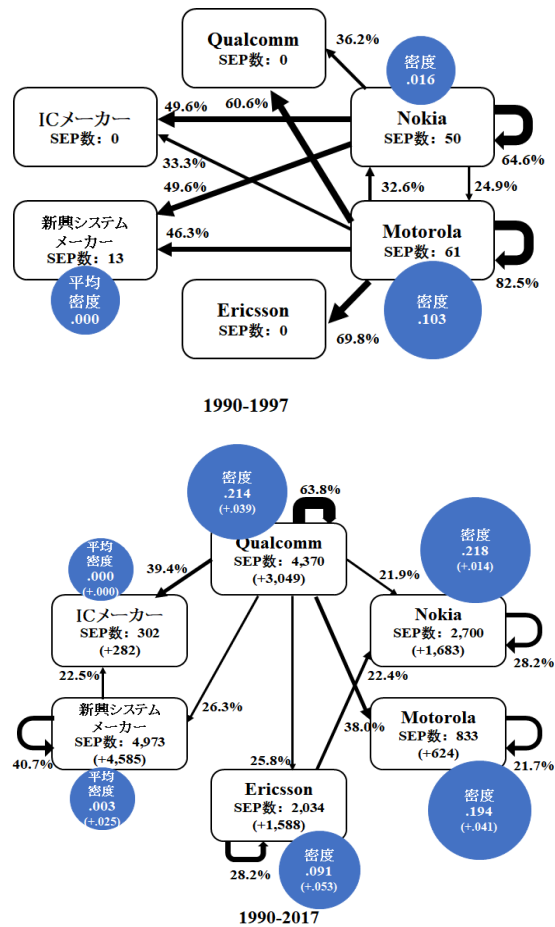 Qualcomm
SEP数：0
36.2%
密度
.016
ICメーカー
SEP数：0
49.6%
60.6%
Nokia
SEP数：50
64.6%
33.3%
49.6%
32.6%
24.9%
新興システム
メーカー
SEP数：13
46.3%
Motorola
SEP数：61
82.5%
平均
密度
.000
Ericsson
SEP数：0
密度
.103
69.8%
1990-1997
密度
.214
(+.039)
63.8%
密度
.218
(+.014)
Qualcomm
SEP数：4,370
(+3,049)
平均
密度
.000
(+.000)
39.4%
21.9%
ICメーカー
SEP数：302
(+282)
Nokia
SEP数：2,700
(+1,683)
28.2%
22.5%
22.4%
新興システム
メーカー
SEP数：4,973
(+4,585)
40.7%
26.3%
38.0%
Motorola
SEP数：833
(+624)
21.7%
25.8%
平均
密度
.003
(+.025)
Ericsson
SEP数：2,034
(+1,588)
28.2%
密度
.194
(+.041)
密度
.091
(+.053)
1990-2017